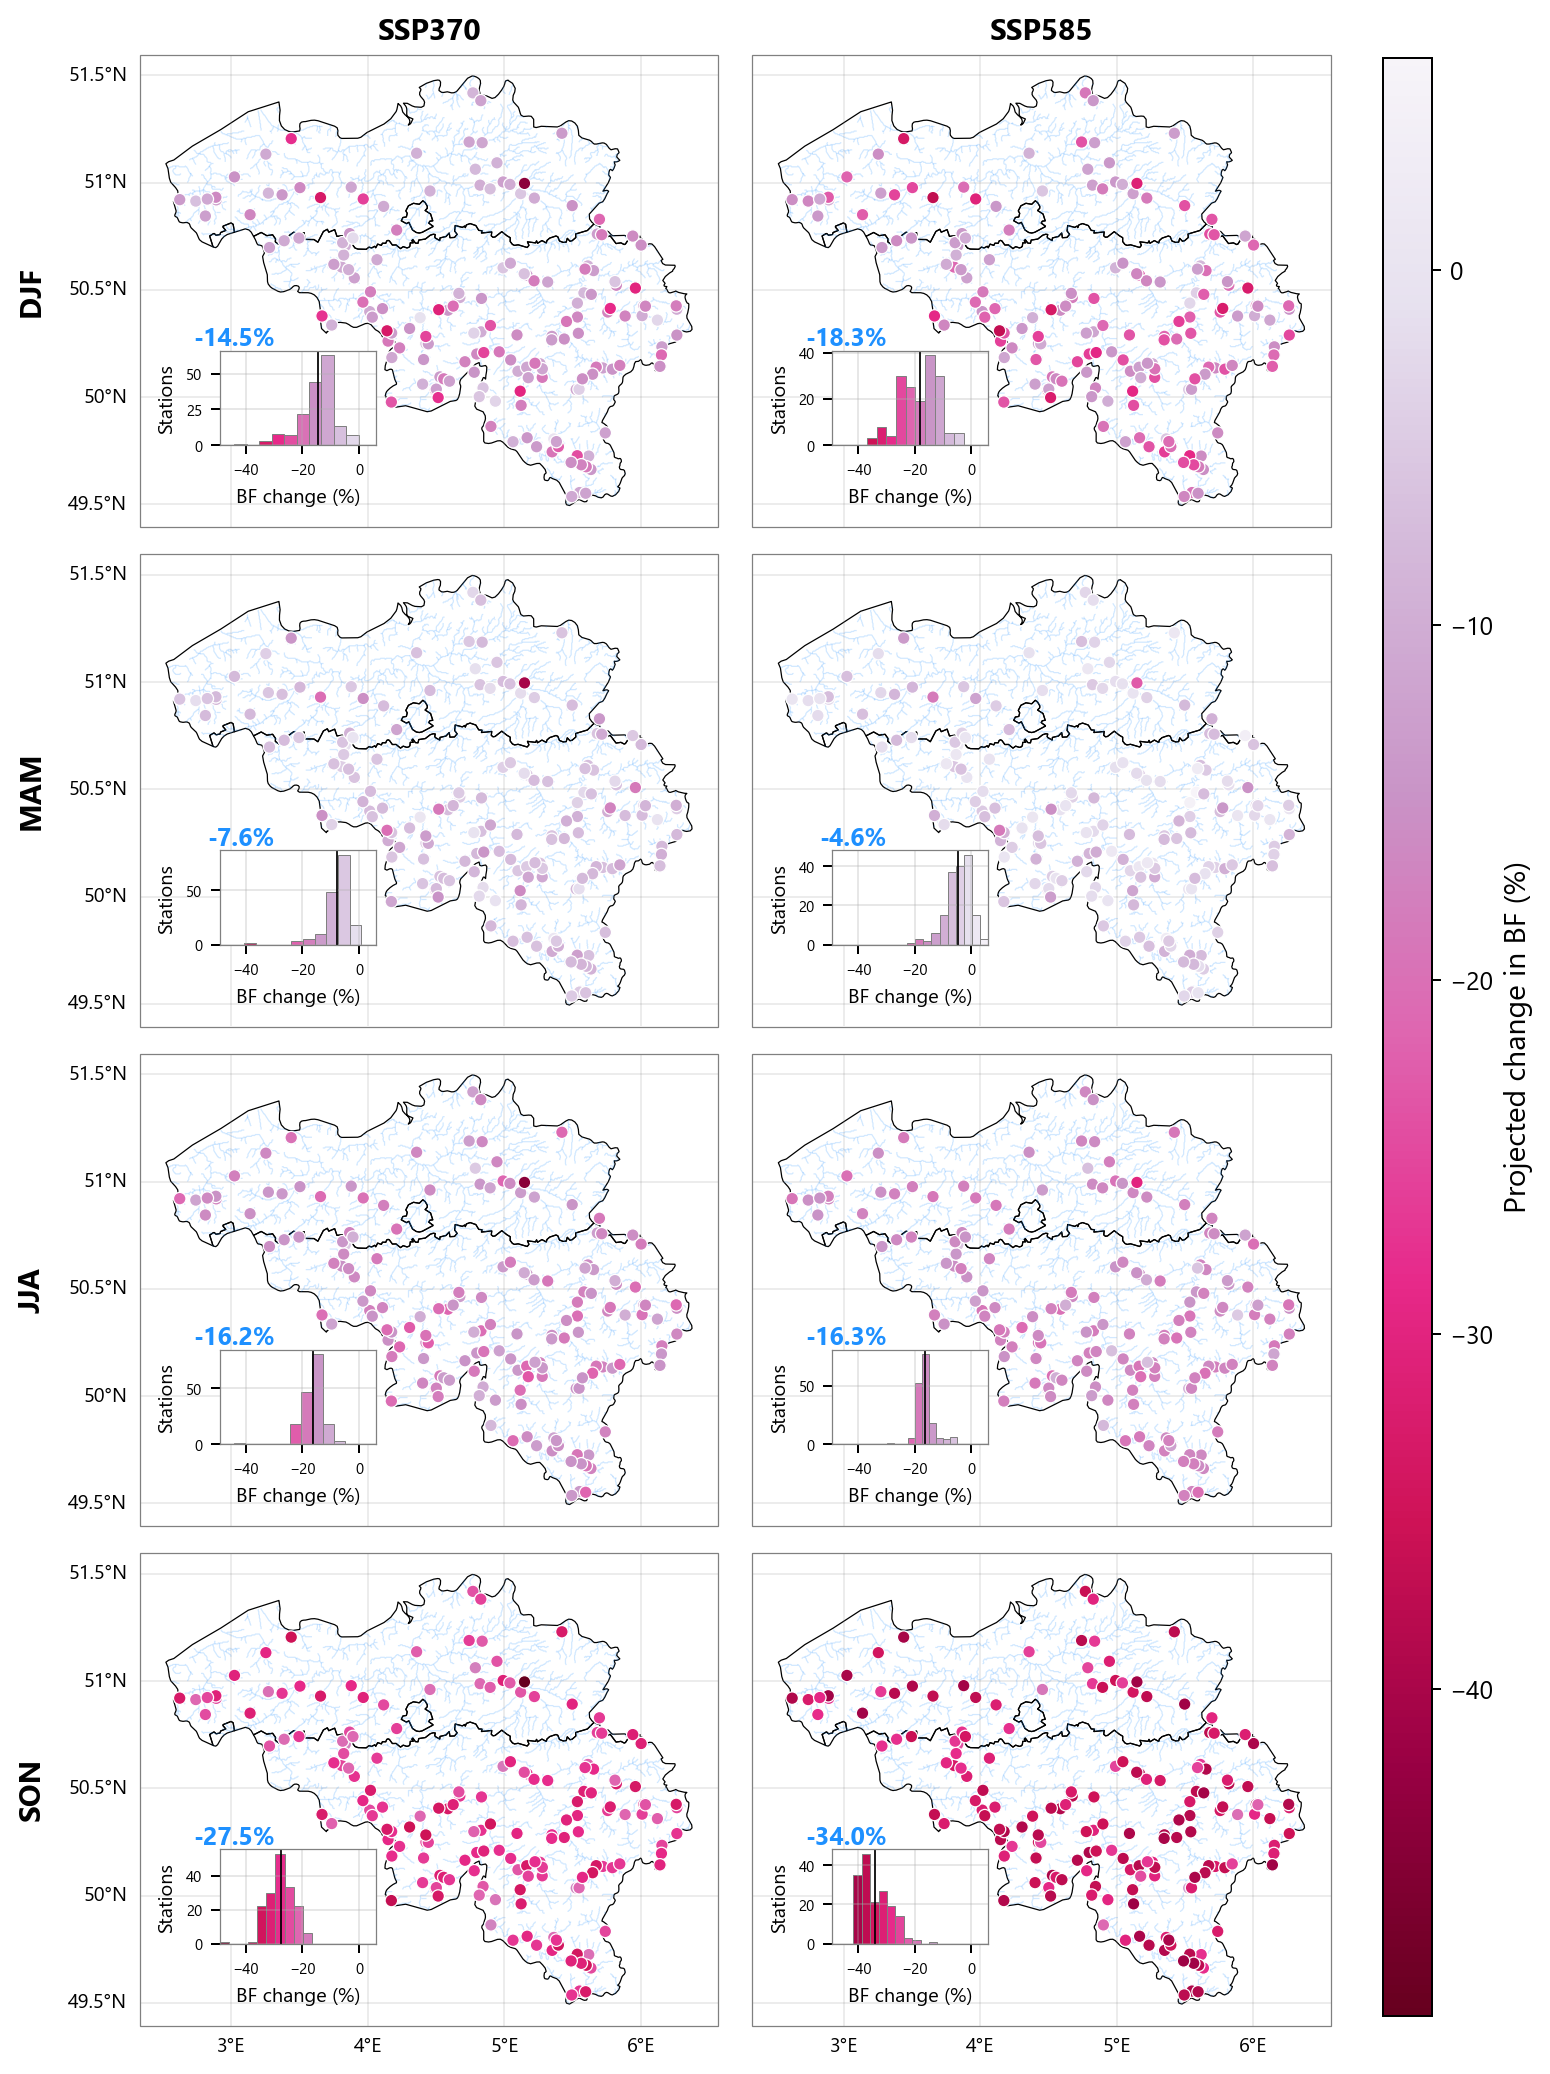 SSP370
SSP585
51.5°N
51°N
50.5°N
50°N
49.5°N
DJF
-14.5%
Stations
50
25
0
−40
−20
0
BF change (%)
-18.3%
Stations
40
20
0
−40
−20
0
BF change (%)
51.5°N
51°N
50.5°N
50°N
49.5°N
MAM
-7.6%
Stations
50
0
−40
−20
0
BF change (%)
-4.6%
Stations
40
20
0
−40
−20
0
BF change (%)
51.5°N
51°N
50.5°N
50°N
49.5°N
JJA
-16.2%
Stations
50
0
−40
−20
0
BF change (%)
-16.3%
Stations
50
0
−40
−20
0
BF change (%)
51.5°N
51°N
50.5°N
50°N
49.5°N
SON
-27.5%
Stations
40
20
0
−40
−20
0
BF change (%)
-34.0%
Stations
40
20
0
−40
−20
0
BF change (%)
3°E
4°E
5°E
6°E
3°E
4°E
5°E
6°E
0
−10
−20
−30
−40
Projected change in BF (%)